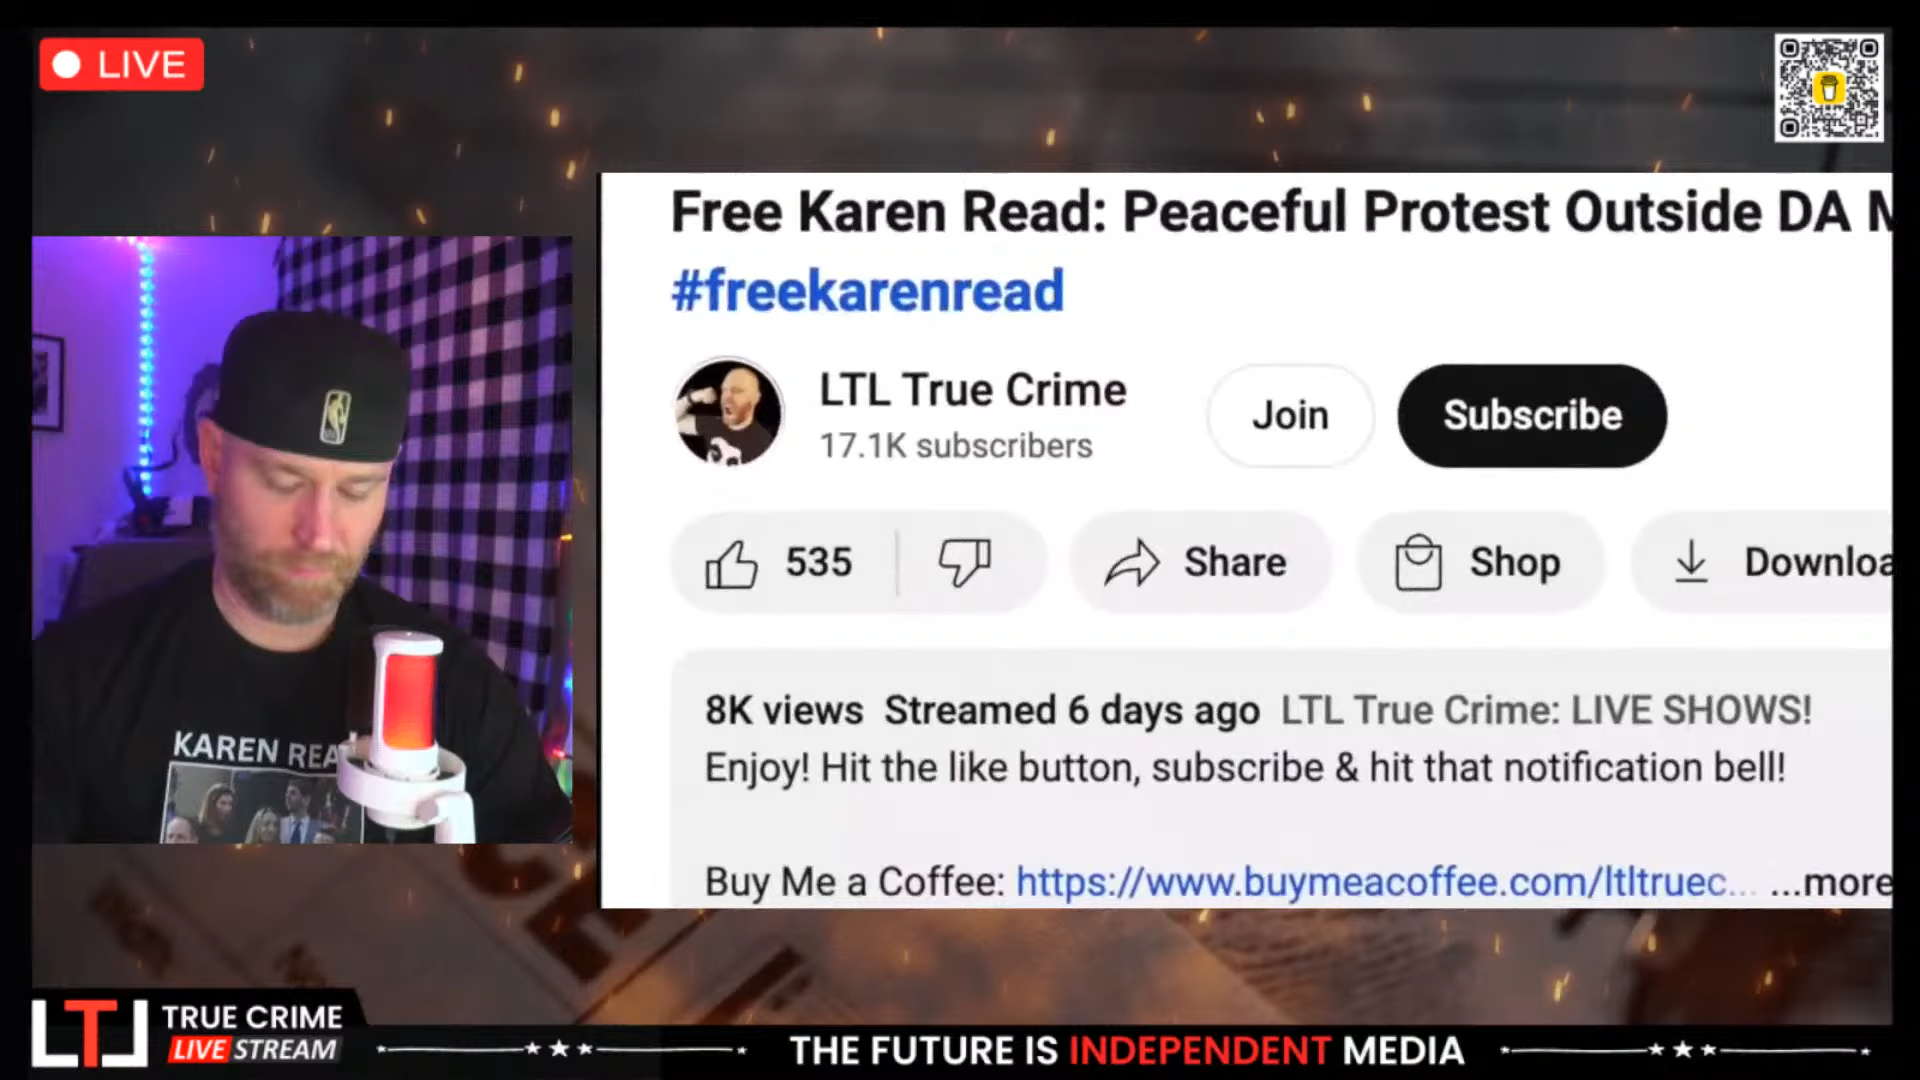 LIVE
Free Karen Read: Peaceful Protest Outside DA
#freekarenread
LTL True Crime
17.1K subscribers
Join
Subscribe
535
Share
Shop
Downloa
8K views Streamed 6 days ago LTL True Crime: LIVE SHOWS!
Enjoy! Hit the like button, subscribe & hit that notification bell!
Buy Me a Coffee: https://www.buymeacoffee.com/ltltruec... ...more
KAREN REA
LTL TRUE CRIME
LIVE STREAM
THE FUTURE IS INDEPENDENT MEDIA